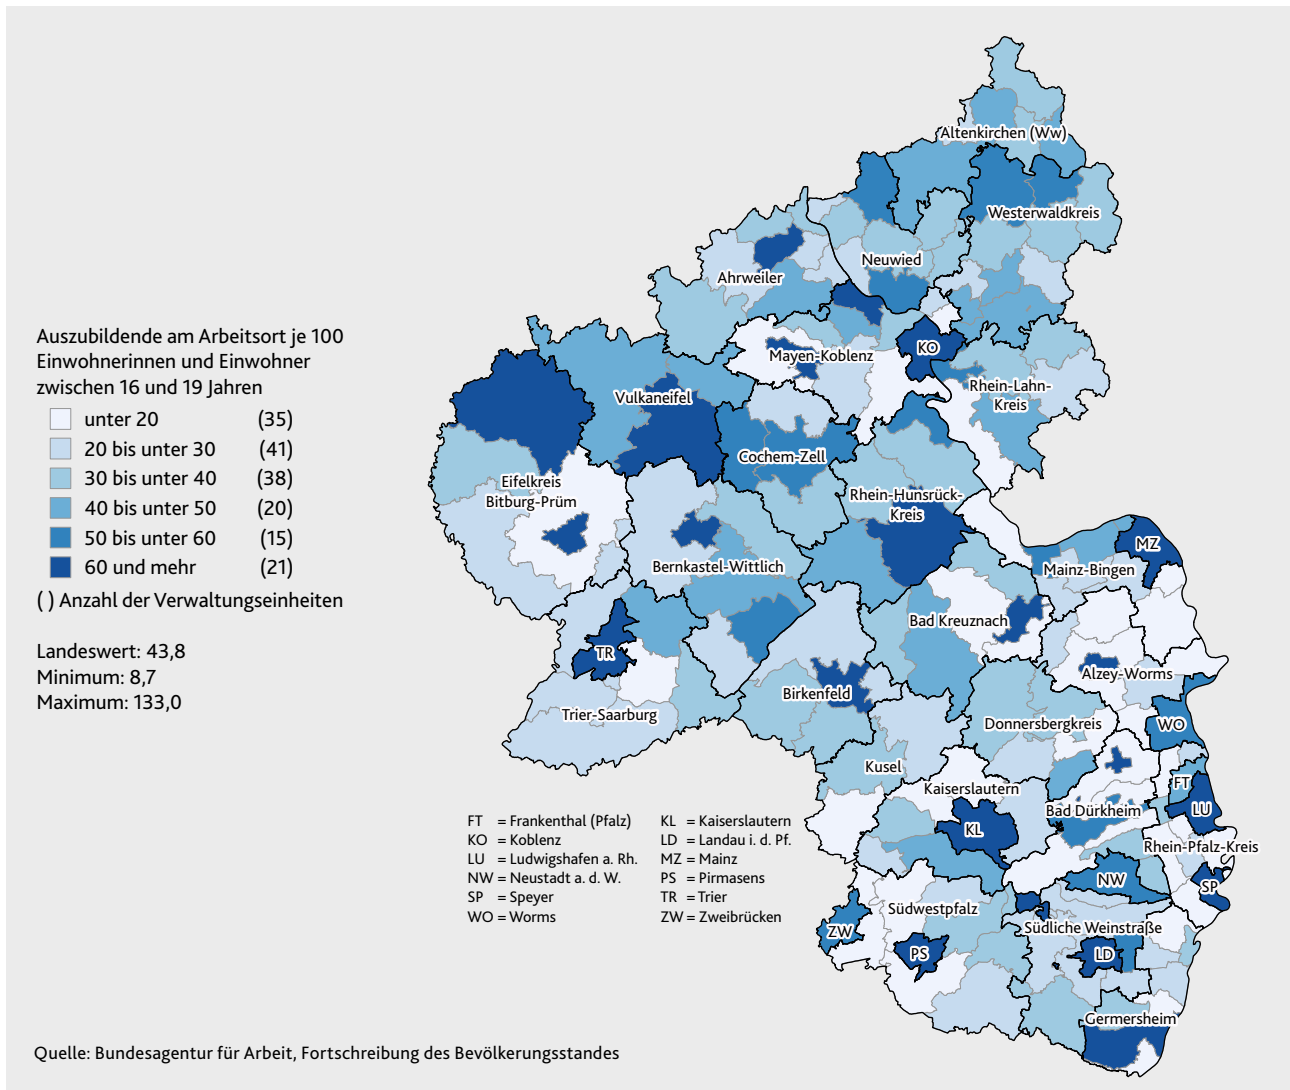 Altenkirchen (Ww)
Westerwaldkreis
Neuwied
Ahrweiler
Auszubildende am Arbeitsort je 100
Einwohnerinnen und Einwohner
zwischen 16 und 19 Jahren
unter 20 (35)
20 bis unter 30 (41)
30 bis unter 40 (38)
40 bis unter 50 (20)
50 bis unter 60 (15)
60 und mehr (21)
( ) Anzahl der Verwaltungseinheiten
Landeswert: 43,8
Minimum: 8,7
Maximum: 133,0
KO
Mayen-Koblenz
Rhein-Lahn-
Kreis
Vulkaneifel
Cochem-Zell
Eifelkreis
Bitburg-Prüm
Rhein-Hunsrück-
Kreis
MZ
Mainz-Bingen
Bernkastel-Wittlich
Bad Kreuznach
TR
Alzey-Worms
Birkenfeld
Trier-Saarburg
Donnersbergkreis
WO
Kusel
Kaiserslautern
FT
Bad Dürkheim
LU
KL
Rhein-Pfalz-Kreis
NW
SP
Südwestpfalz
Südliche Weinstraße
ZW
PS
LD
Germersheim
FT = Frankenthal (Pfalz)
KO = Koblenz
LU = Ludwigshafen a. Rh.
NW = Neustadt a. d. W.
SP = Speyer
WO = Worms
KL = Kaiserslautern
LD = Landau i. d. Pf.
MZ = Mainz
PS = Pirmasens
TR = Trier
ZW = Zweibrücken
Quelle: Bundesagentur für Arbeit, Fortschreibung des Bevölkerungsstandes